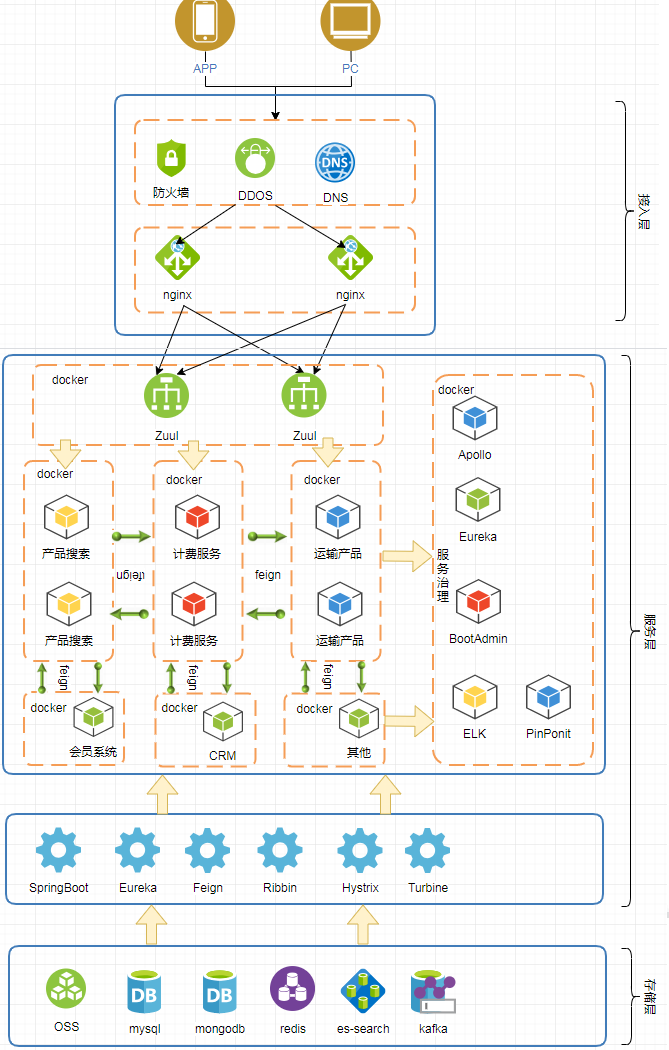 APP
PC
防火墙
DDOS
DNS
DNS
接入层
nginx
nginx
docker
Zuul
Zuul
docker
Apollo
docker
docker
docker
产品搜索
计费服务
运输产品
Eureka
feign
feign
服务治理
产品搜索
计费服务
运输产品
BootAdmin
服务层
feign
feign
feign
docker
docker
docker
会员系统
CRM
其他
ELK
PinPonit
SpringBoot
Eureka
Feign
Ribbin
Hystrix
Turbine
存储层
DB
DB
OSS
mysql
mongodb
redis
es-search
kafka